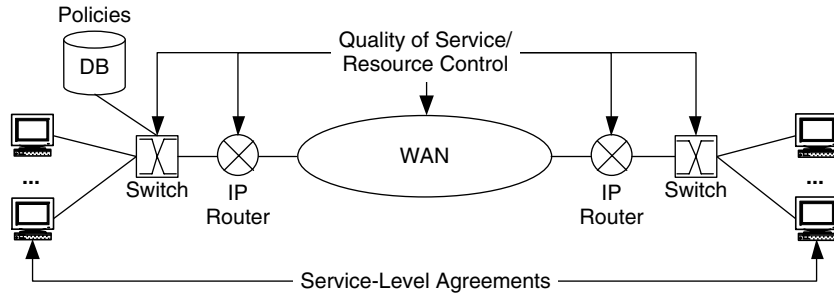 Policies
DB
Quality of Service/
Resource Control
WAN
...
...
Switch
IP
Router
IP
Router
Switch
Service-Level Agreements